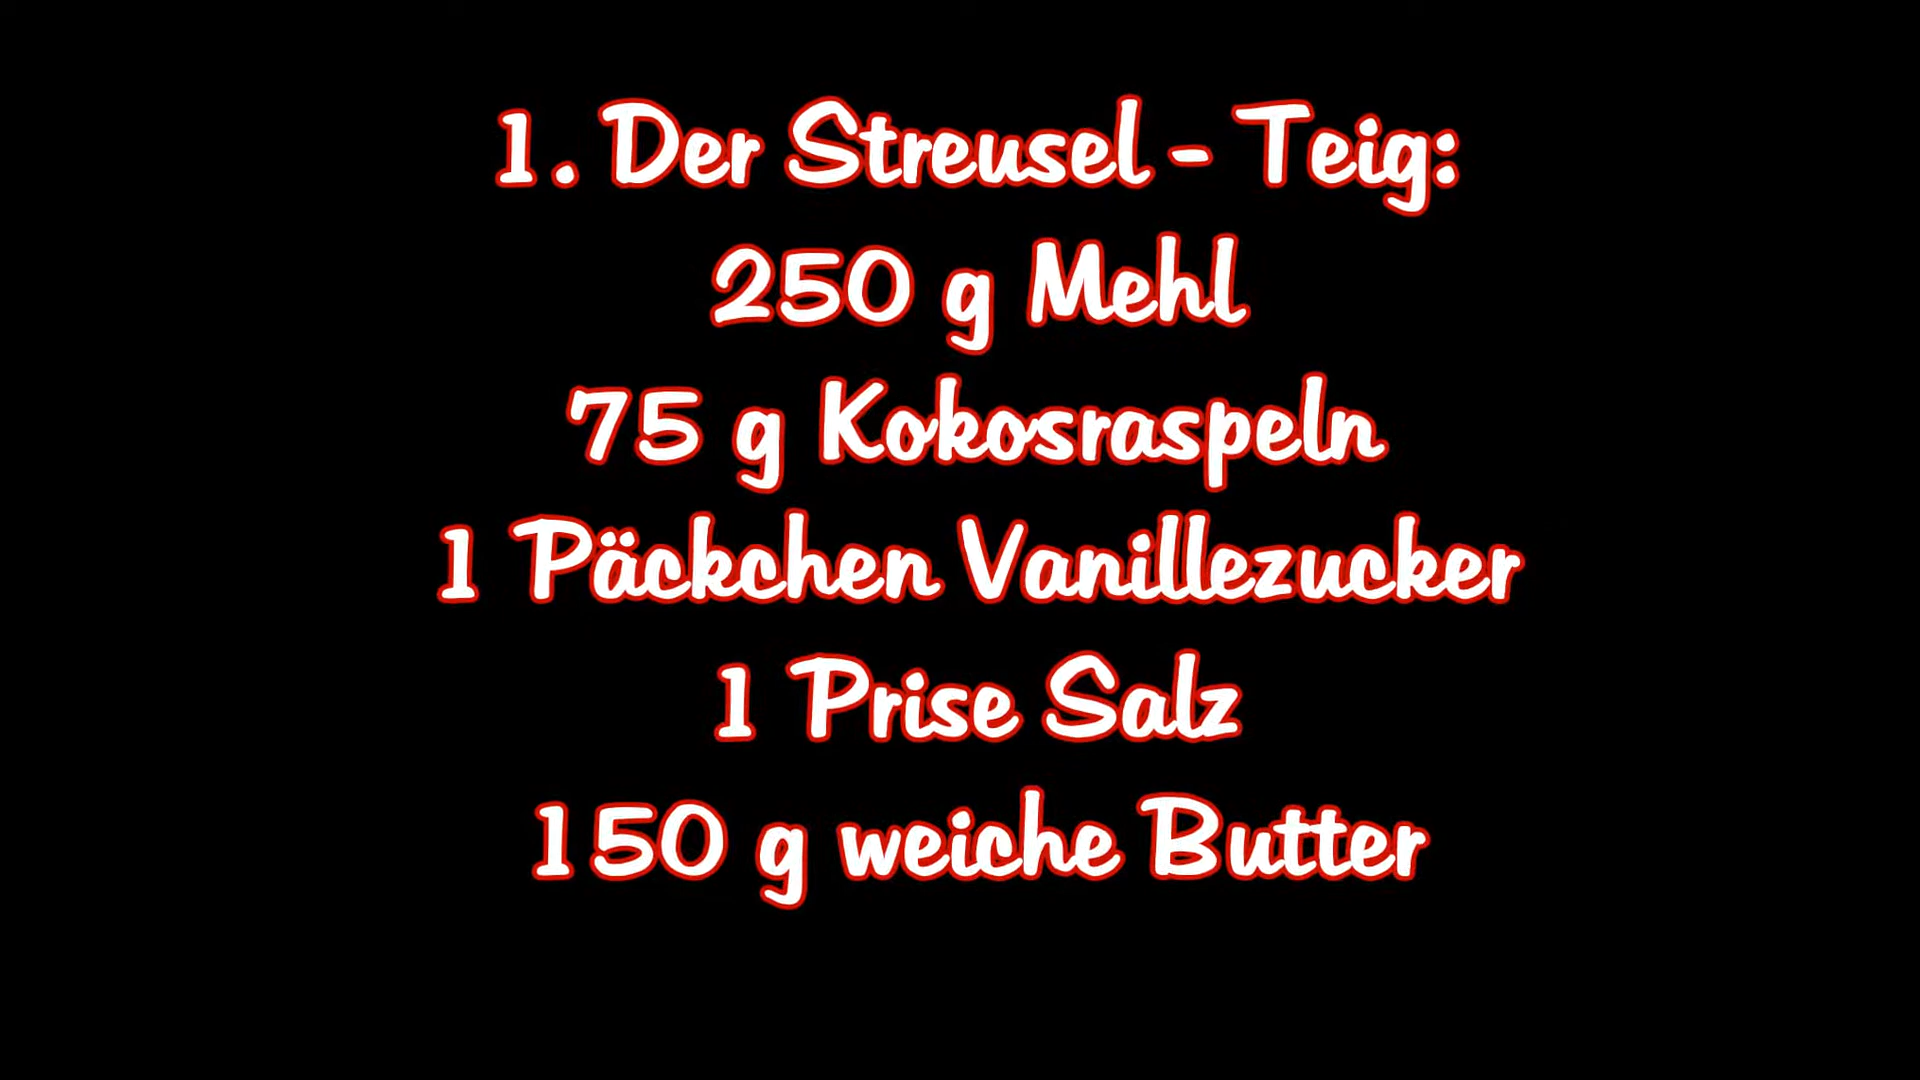 1. Der Streusel - Teig:
250 g Mehl
75 g Kokosraspeln
1 Päckchen Vanillezucker
1 Prise Salz
150 g weiche Butter